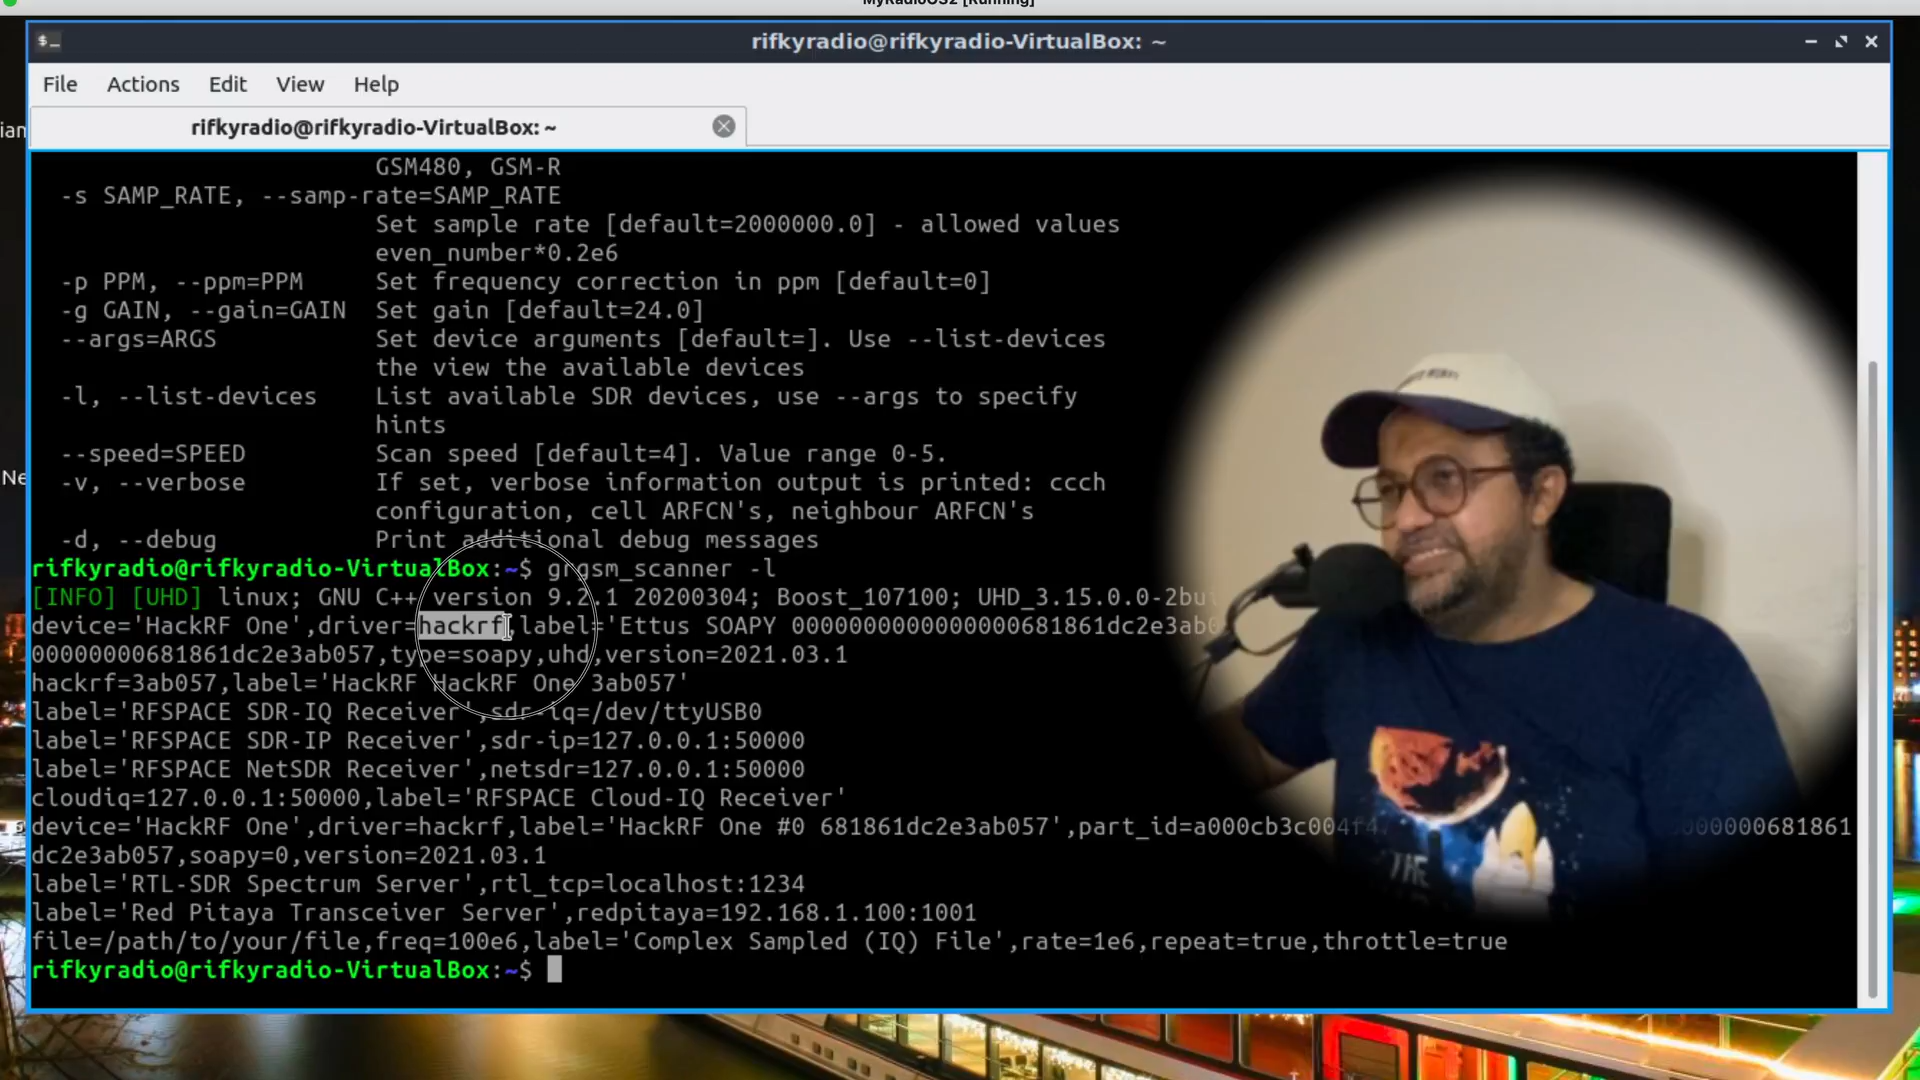 MyRadioOS2 [Running]
rifkyradio@rifkyradio-VirtualBox: ~
File Actions Edit View Help
rifkyradio@rifkyradio-VirtualBox: ~
GSM480, GSM-R
-s SAMP_RATE, --samp-rate=SAMP_RATE
Set sample rate [default=2000000.0] - allowed values
even_number*0.2e6
-p PPM, --ppm=PPM Set frequency correction in ppm [default=0]
-g GAIN, --gain=GAIN Set gain [default=24.0]
--args=ARGS Set device arguments [default=]. Use --list-devices
the view the available devices
-l, --list-devices List available SDR devices, use --args to specify
hints
--speed=SPEED Scan speed [default=4]. Value range 0-5.
-v, --verbose If set, verbose information output is printed: ccch
configuration, cell ARFCN's, neighbour ARFCN's
-d, --debug Print additional debug messages
rifkyradio@rifkyradio-VirtualBox:~$ grgsm_scanner -l
[INFO] [UHD] linux; GNU C++ version 9.2.1 20200304; Boost_107100; UHD_3.15.0.0-2bui
device='HackRF One',driver=hackrf,label='Ettus SOAPY 0000000000000000681861dc2e3ab0
00000000681861dc2e3ab057,type=soapy,uhd,version=2021.03.1
hackrf=3ab057,label='HackRF HackRF One 3ab057'
label='RFSPACE SDR-IQ Receiver',sdr-iq=/dev/ttyUSB0
label='RFSPACE SDR-IP Receiver',sdr-ip=127.0.0.1:50000
label='RFSPACE NetSDR Receiver',netsdr=127.0.0.1:50000
cloudiq=127.0.0.1:50000,label='RFSPACE Cloud-IQ Receiver'
device='HackRF One',driver=hackrf,label='HackRF One #0 681861dc2e3ab057',part_id=a000cb3c004f4 00000681861
dc2e3ab057,soapy=0,version=2021.03.1
label='RTL-SDR Spectrum Server',rtl_tcp=localhost:1234
label='Red Pitaya Transceiver Server',redpitaya=192.168.1.100:1001
file=/path/to/your/file,freq=100e6,label='Complex Sampled (IQ) File',rate=1e6,repeat=true,throttle=true
rifkyradio@rifkyradio-VirtualBox:~$
THE